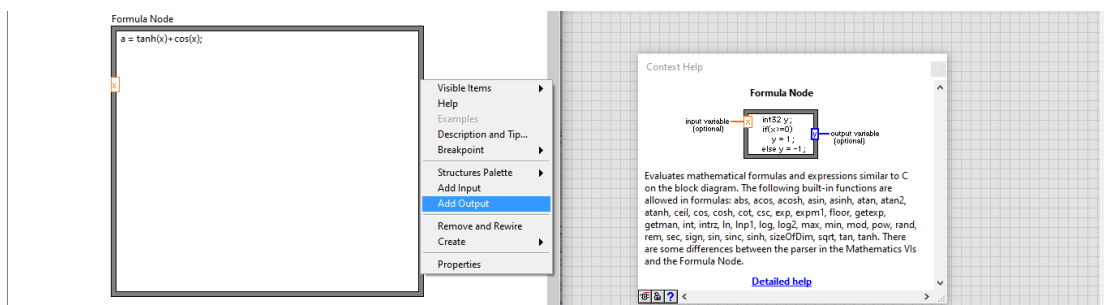 Formula Node
a = tanh(x)+cos(x);
x
Visible Items
Help
Examples
Description and Tip...
Breakpoint
Structures Palette
Add Input
Add Output
Remove and Rewire
Create
Properties
Context Help
Formula Node
input variable
(optional)
x
int32 y;
if(x>=0)
y = 1;
else y = -1;
y
output variable
(optional)
Evaluates mathematical formulas and expressions similar to C
on the block diagram. The following built-in functions are
allowed in formulas: abs, acos, acosh, asin, asinh, atan, atan2,
atanh, ceil, cos, cosh, cot, csc, exp, expm1, floor, getexp,
getman, int, intrz, ln, lnp1, log, log2, max, min, mod, pow, rand,
rem, sec, sign, sin, sinc, sinh, sizeOfDim, sqrt, tan, tanh. There
are some differences between the parser in the Mathematics VIs
and the Formula Node.
Detailed help
?